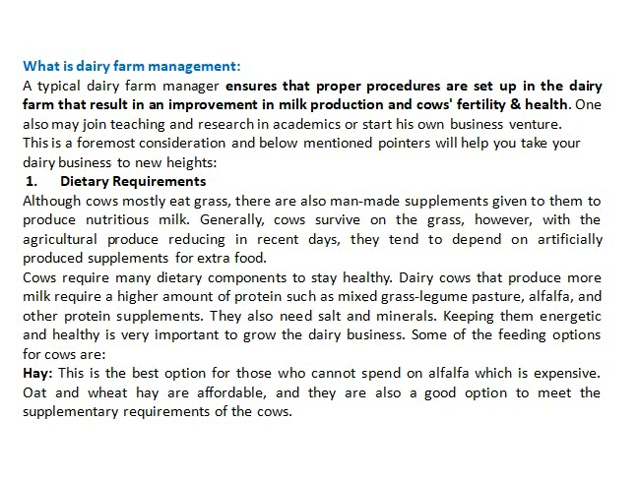 What is dairy farm management:
A typical dairy farm manager ensures that proper procedures are set up in the dairy
farm that result in an improvement in milk production and cows' fertility & health. One
also may join teaching and research in academics or start his own business venture.
This is a foremost consideration and below mentioned pointers will help you take your
dairy business to new heights:
1. Dietary Requirements
Although cows mostly eat grass, there are also man-made supplements given to them to
produce nutritious milk. Generally, cows survive on the grass, however, with the
agricultural produce reducing in recent days, they tend to depend on artificially
produced supplements for extra food.
Cows require many dietary components to stay healthy. Dairy cows that produce more
milk require a higher amount of protein such as mixed grass-legume pasture, alfalfa, and
other protein supplements. They also need salt and minerals. Keeping them energetic
and healthy is very important to grow the dairy business. Some of the feeding options
for cows are:
Hay: This is the best option for those who cannot spend on alfalfa which is expensive.
Oat and wheat hay are affordable, and they are also a good option to meet the
supplementary requirements of the cows.